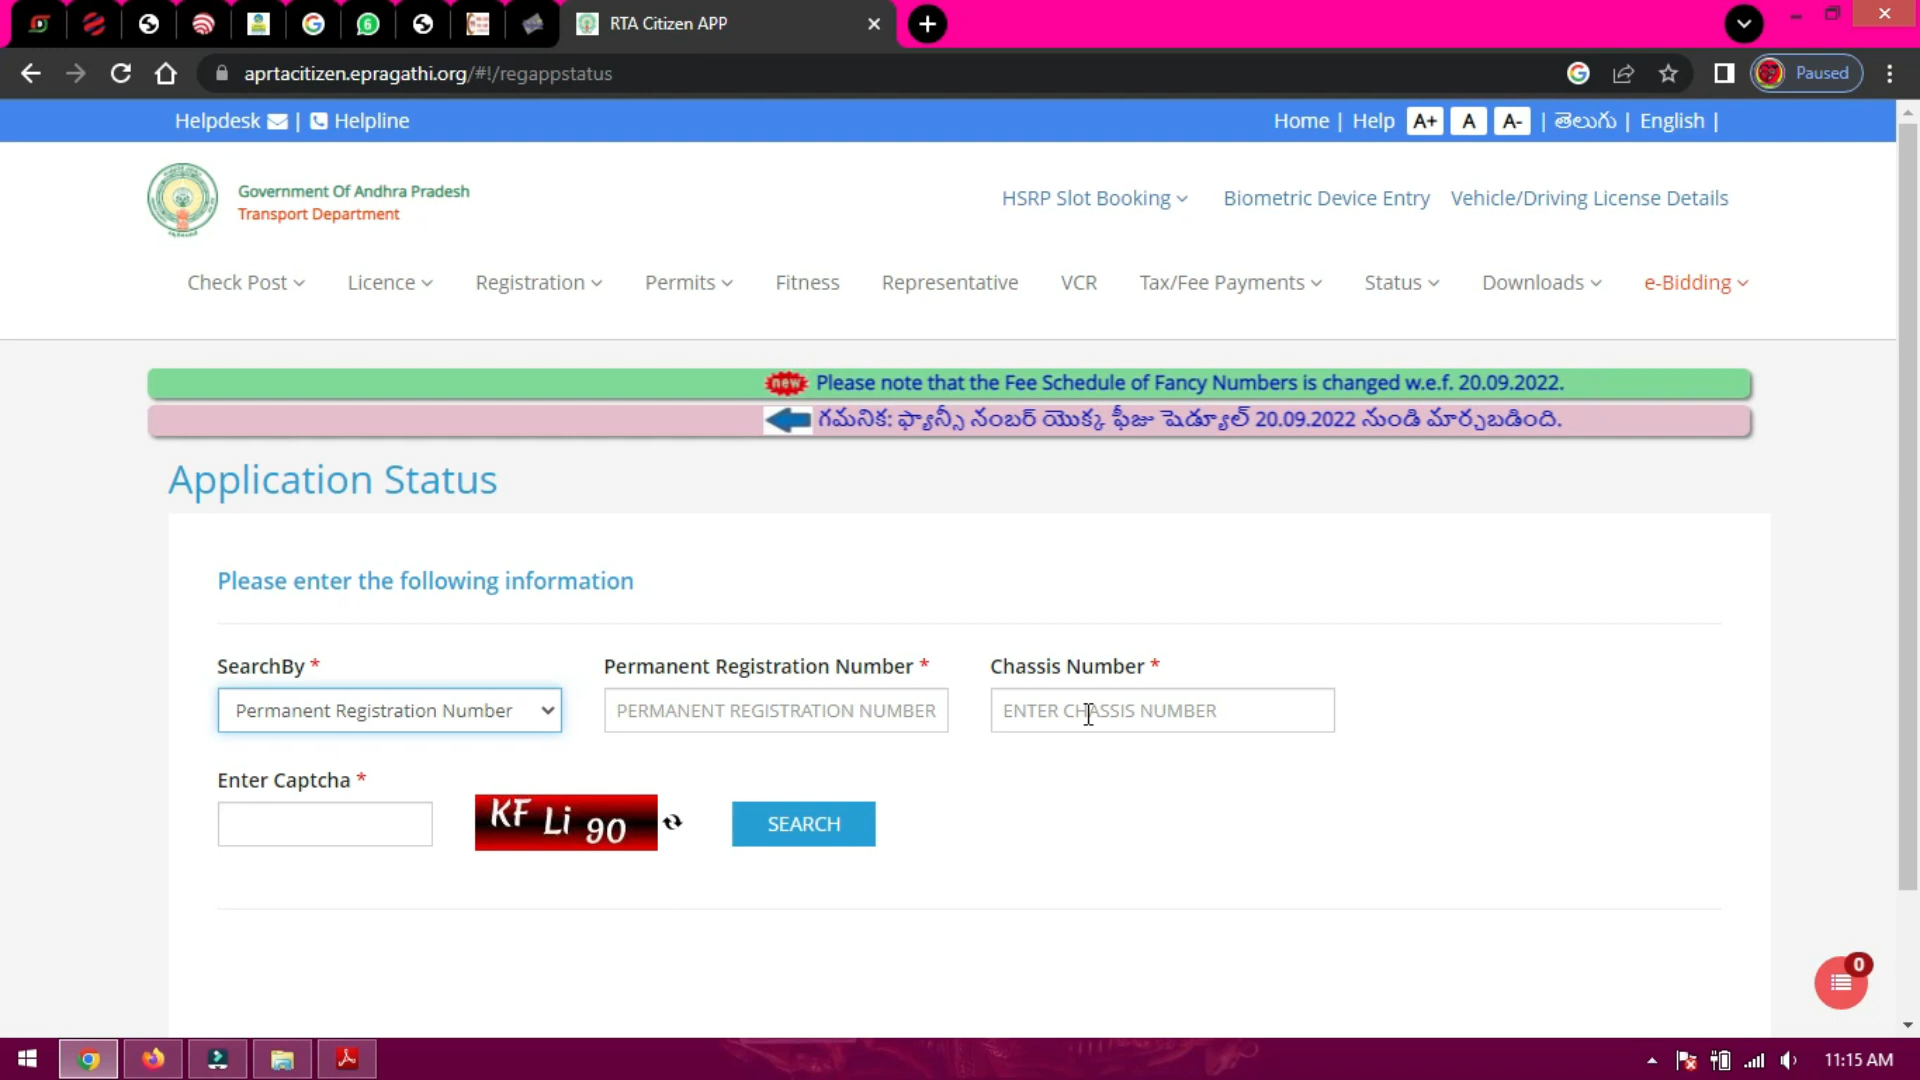 RTA Citizen APP
aprtacitizen.epragathi.org/#!/regappstatus
Paused
Helpdesk | Helpline
Home | Help A+ A A- | తెలుగు | English |
Government Of Andhra Pradesh
Transport Department
HSRP Slot Booking Biometric Device Entry Vehicle/Driving License Details
Check Post Licence Registration Permits Fitness Representative VCR Tax/Fee Payments Status Downloads e-Bidding
new Please note that the Fee Schedule of Fancy Numbers is changed w.e.f. 20.09.2022.
గమనిక: ఫ్యాన్సీ నంబర్ యొక్క ఫీజు షెడ్యూల్ 20.09.2022 నుండి మార్చబడింది.
Application Status
Please enter the following information
SearchBy * Permanent Registration Number * Chassis Number *
Permanent Registration Number PERMANENT REGISTRATION NUMBER ENTER CHASSIS NUMBER
Enter Captcha *
KF Li 90 SEARCH
0
11:15 AM